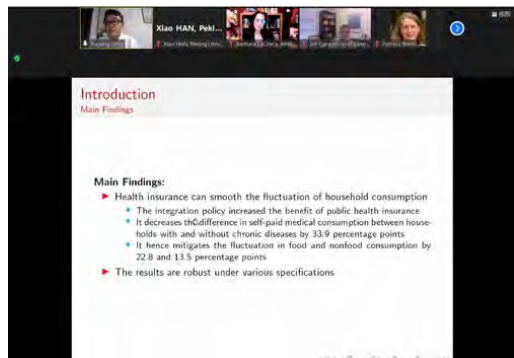 Xiao HAN, Peki...
Introduction
Main Findings
Main Findings:
Health insurance can smooth the fluctuation of household consumption
The integration policy increased the benefit of public health insurance
It decreases the difference in self-paid medical consumption between house-
holds with and without chronic diseases by 33.9 percentage points
It hence mitigates the fluctuation in food and nonfood consumption by
22.8 and 13.5 percentage points
The results are robust under various specifications